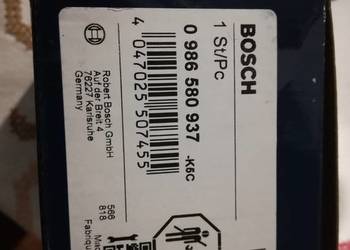 BOSCH
1 St/Pc
0 986 580 937
-K6C
4 047025 507455
Robert Bosch GmbH
Auf der Breit 4
76227 Karlsruhe
Germany
566
818